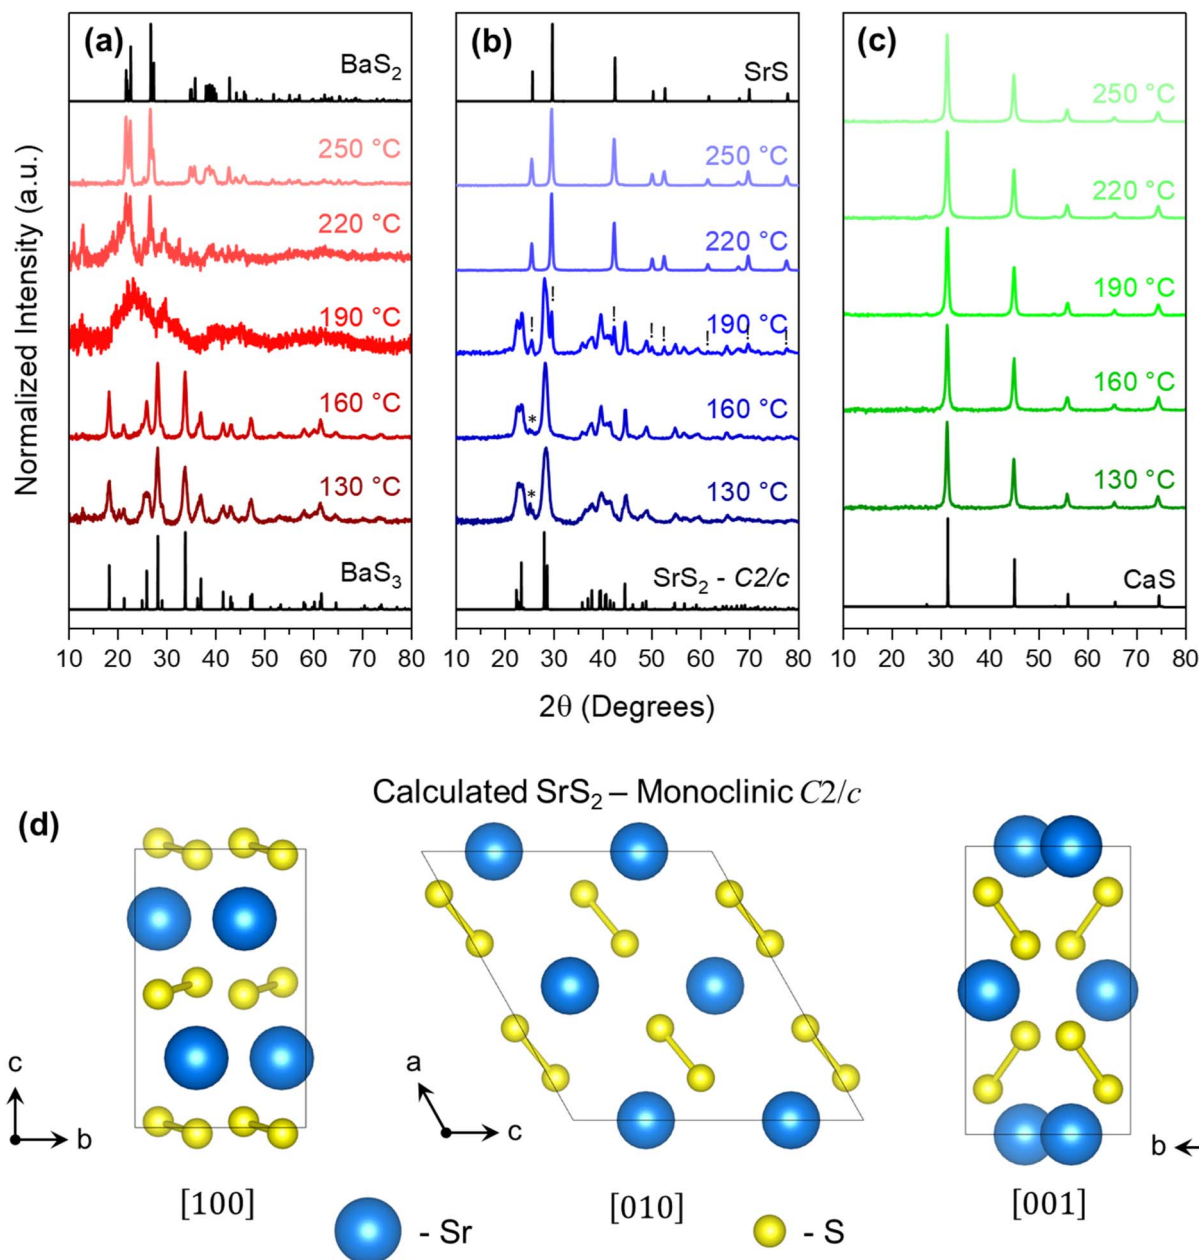 (a)
BaS₂
250 °C
220 °C
190 °C
160 °C
130 °C
BaS₃
10 20 30 40 50 60 70 80
(b)
SrS
250 °C
220 °C
! ! ! ! ! ! ! !
190 °C
*
160 °C
*
130 °C
SrS₂ - C2/c
10 20 30 40 50 60 70 80
(c)
250 °C
220 °C
190 °C
160 °C
130 °C
CaS
10 20 30 40 50 60 70 80
Normalized Intensity (a.u.)
2θ (Degrees)
Calculated SrS₂ – Monoclinic C2/c
(d)
c
b
a
c
b
[100]
[010]
[001]
- Sr
- S